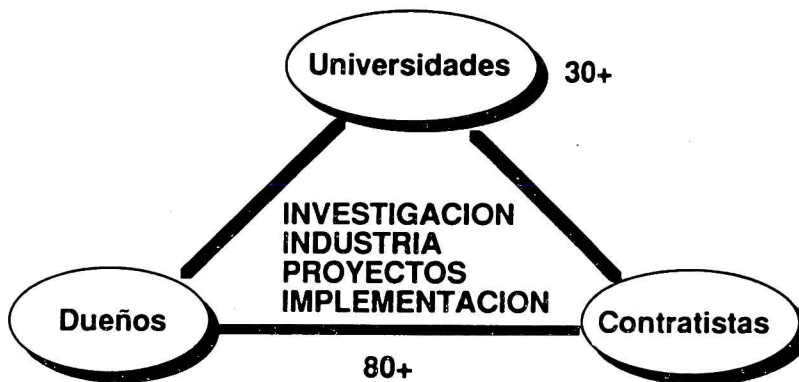 Universidades
30+
INVESTIGACION
INDUSTRIA
PROYECTOS
IMPLEMENTACION
Dueños
Contratistas
80+